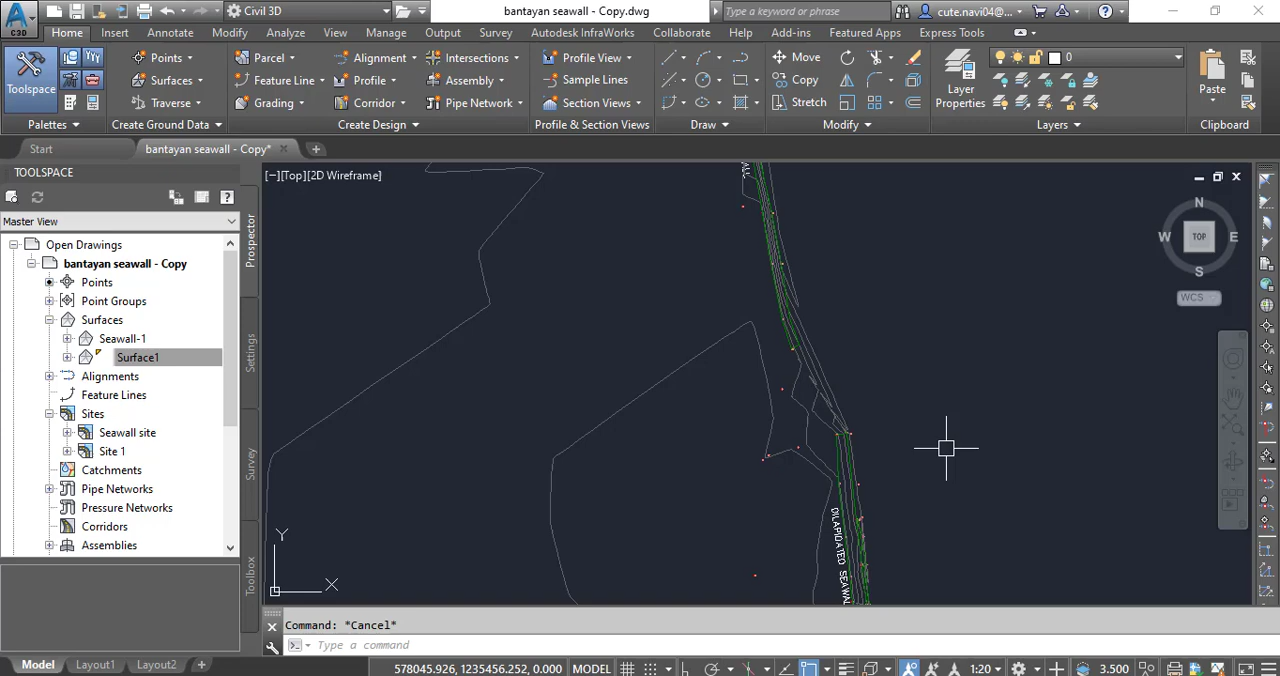 Civil 3D
bantayan seawall - Copy.dwg
Type a keyword or phrase
cute.navi04@...
C3D
Home Insert Annotate Modify Analyze View Manage Output Survey Autodesk InfraWorks Collaborate Help Add-ins Featured Apps Express Tools
Toolspace
Points
Surfaces
Traverse
Parcel
Feature Line
Grading
Alignment
Profile
Corridor
Intersections
Assembly
Pipe Network
Profile View
Sample Lines
Section Views
Move
Copy
Stretch
Layer
Properties
0
Paste
Palettes Create Ground Data Create Design Profile & Section Views Draw Modify Layers Clipboard
Start bantayan seawall - Copy*
TOOLSPACE
[−][Top][2D Wireframe]
Master View
Open Drawings
bantayan seawall - Copy
Points
Point Groups
Surfaces
Seawall-1
Surface1
Alignments
Feature Lines
Sites
Seawall site
Site 1
Catchments
Pipe Networks
Pressure Networks
Corridors
Assemblies
Prospector
Settings
Survey
Toolbox
N
W TOP E
S
WCS
DILAPIDATED SEAWAL
Y
X
Command: *Cancel*
Type a command
Model Layout1 Layout2
578045.926, 1235456.252, 0.000 MODEL 1:20 3.500